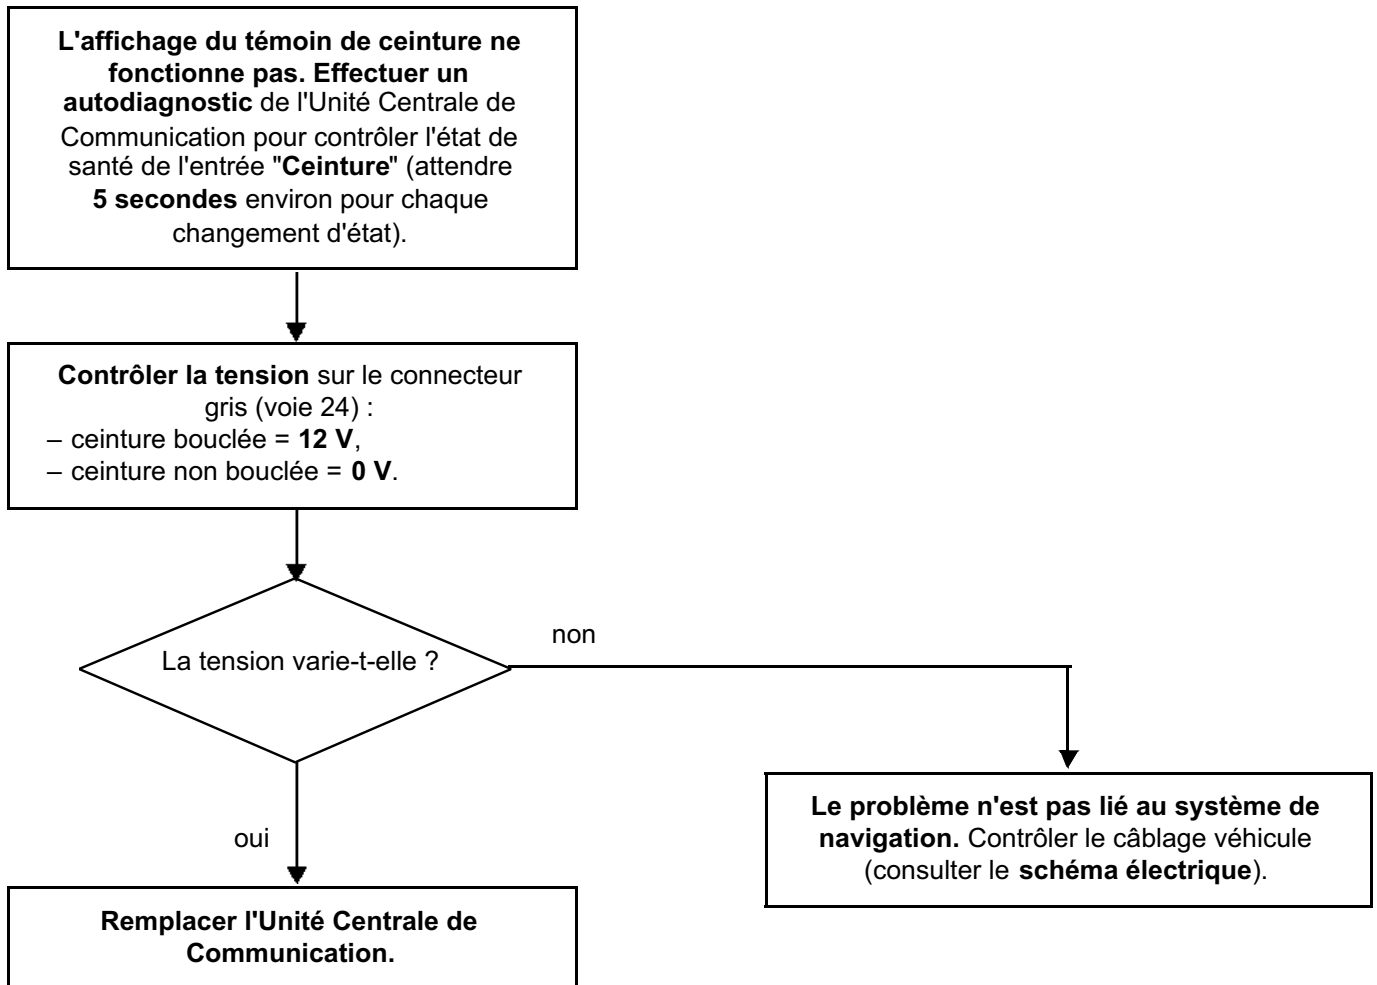 L'affichage du témoin de ceinture ne
fonctionne pas. Effectuer un
autodiagnostic de l'Unité Centrale de
Communication pour contrôler l'état de
santé de l'entrée "Ceinture" (attendre
5 secondes environ pour chaque
changement d'état).
Contrôler la tension sur le connecteur
gris (voie 24) :
– ceinture bouclée = 12 V,
– ceinture non bouclée = 0 V.
La tension varie-t-elle ?
non
oui
Le problème n'est pas lié au système de
navigation. Contrôler le câblage véhicule
(consulter le schéma électrique).
Remplacer l'Unité Centrale de
Communication.